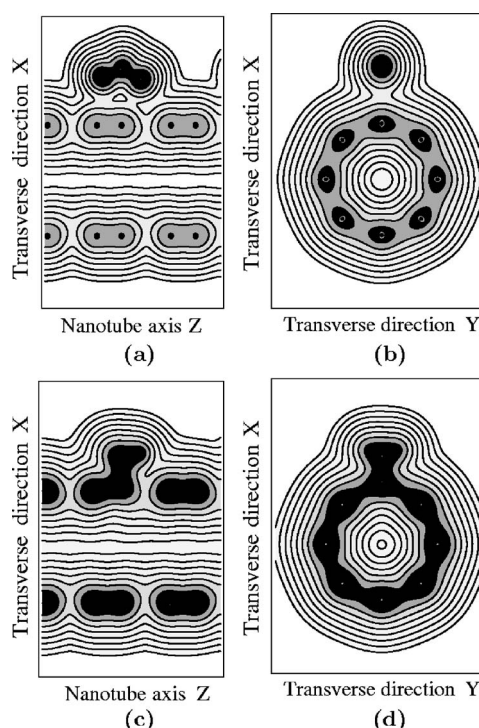 Transverse direction X
Transverse direction X
Nanotube axis Z
Transverse direction Y
(a)
(b)
Transverse direction X
Transverse direction X
Nanotube axis Z
Transverse direction Y
(c)
(d)